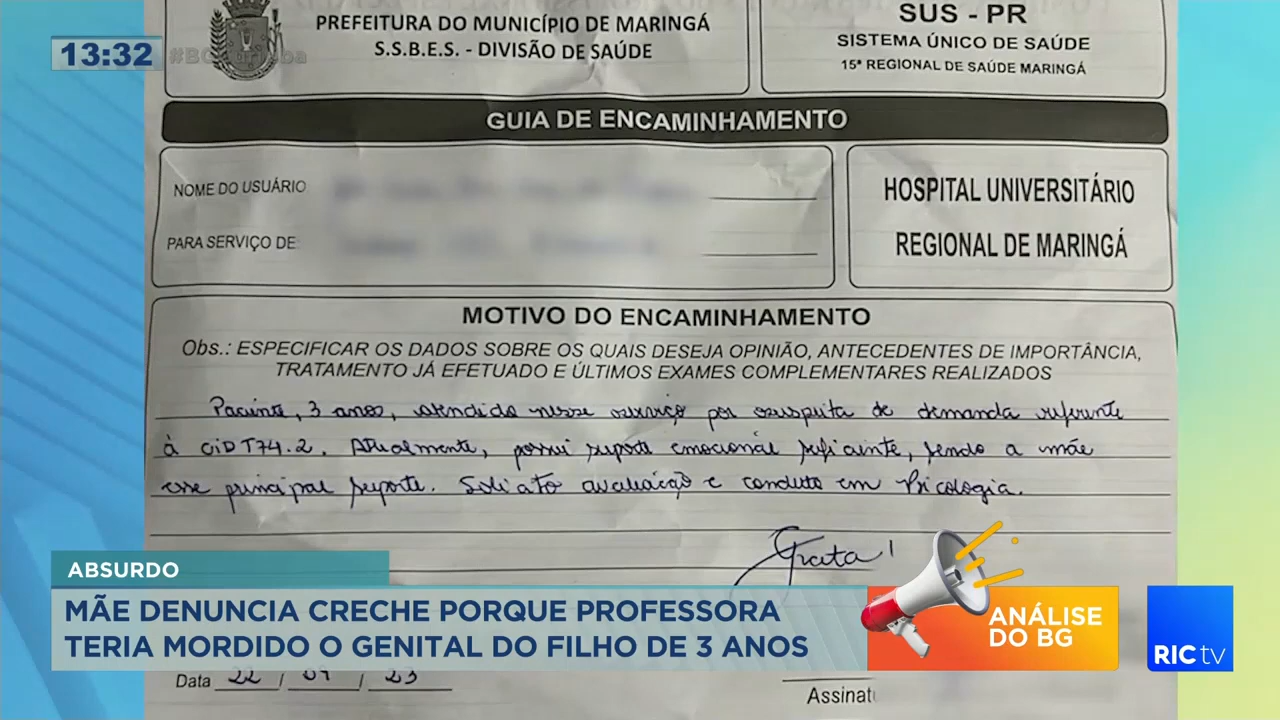 PREFEITURA DO MUNICÍPIO DE MARINGÁ
S.S.B.E.S. - DIVISÃO DE SAÚDE
SUS - PR
SISTEMA ÚNICO DE SAÚDE
15ª REGIONAL DE SAÚDE MARINGÁ
13:32
GUIA DE ENCAMINHAMENTO
NOME DO USUÁRIO
PARA SERVIÇO DE:
HOSPITAL UNIVERSITÁRIO
REGIONAL DE MARINGÁ
MOTIVO DO ENCAMINHAMENTO
Obs.: ESPECIFICAR OS DADOS SOBRE OS QUAIS DESEJA OPINIÃO, ANTECEDENTES DE IMPORTÂNCIA,
TRATAMENTO JÁ EFETUADO E ÚLTIMOS EXAMES COMPLEMENTARES REALIZADOS
Paciente, 3 anos, atendido nesse serviço por suspeita de demanda referente
à CID T74.2. Atualmente, possui suporte emocional suficiente, sendo a mãe
esse principal suporte. Solicito avaliação e conduta em Psicologia.
Grata!
ABSURDO
MÃE DENUNCIA CRECHE PORQUE PROFESSORA
TERIA MORDIDO O GENITAL DO FILHO DE 3 ANOS
ANÁLISE
DO BG
RIC tv
Data 22 / 09 / 23
Assinat